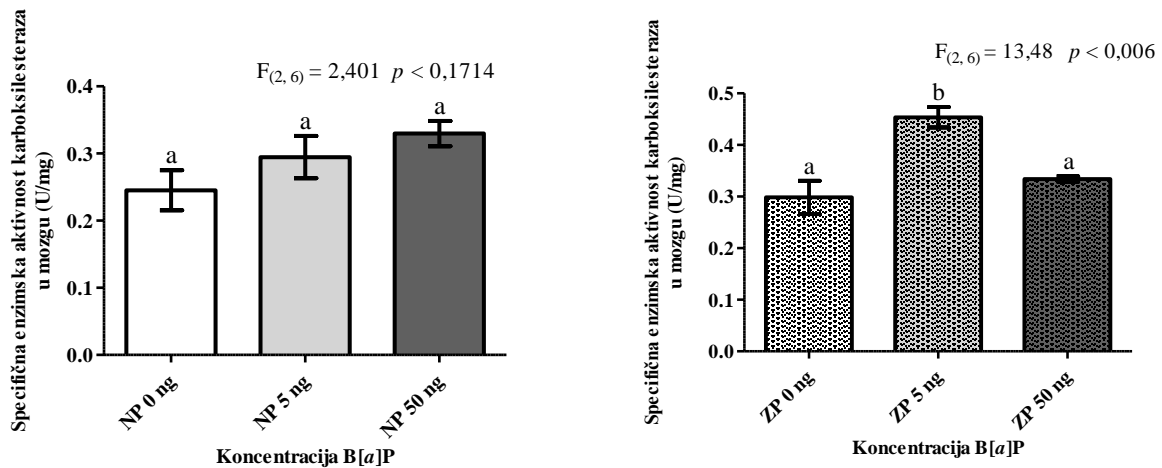 F(2, 6) = 2,401 p < 0,1714
Specifična enzimska aktivnost karboksilesteraza
u mozgu (U/mg)
0.4
0.3
0.2
0.1
0.0
a
a
a
NP 0 ng
NP 5 ng
NP 50 ng
Koncentracija B[a]P
F(2, 6) = 13,48 p < 0,006
Specifična enzimska aktivnost karboksilesteraza
u mozgu (U/mg)
0.5
0.4
0.3
0.2
0.1
0.0
a
b
a
ZP 0 ng
ZP 5 ng
ZP 50 ng
Koncentracija B[a]P